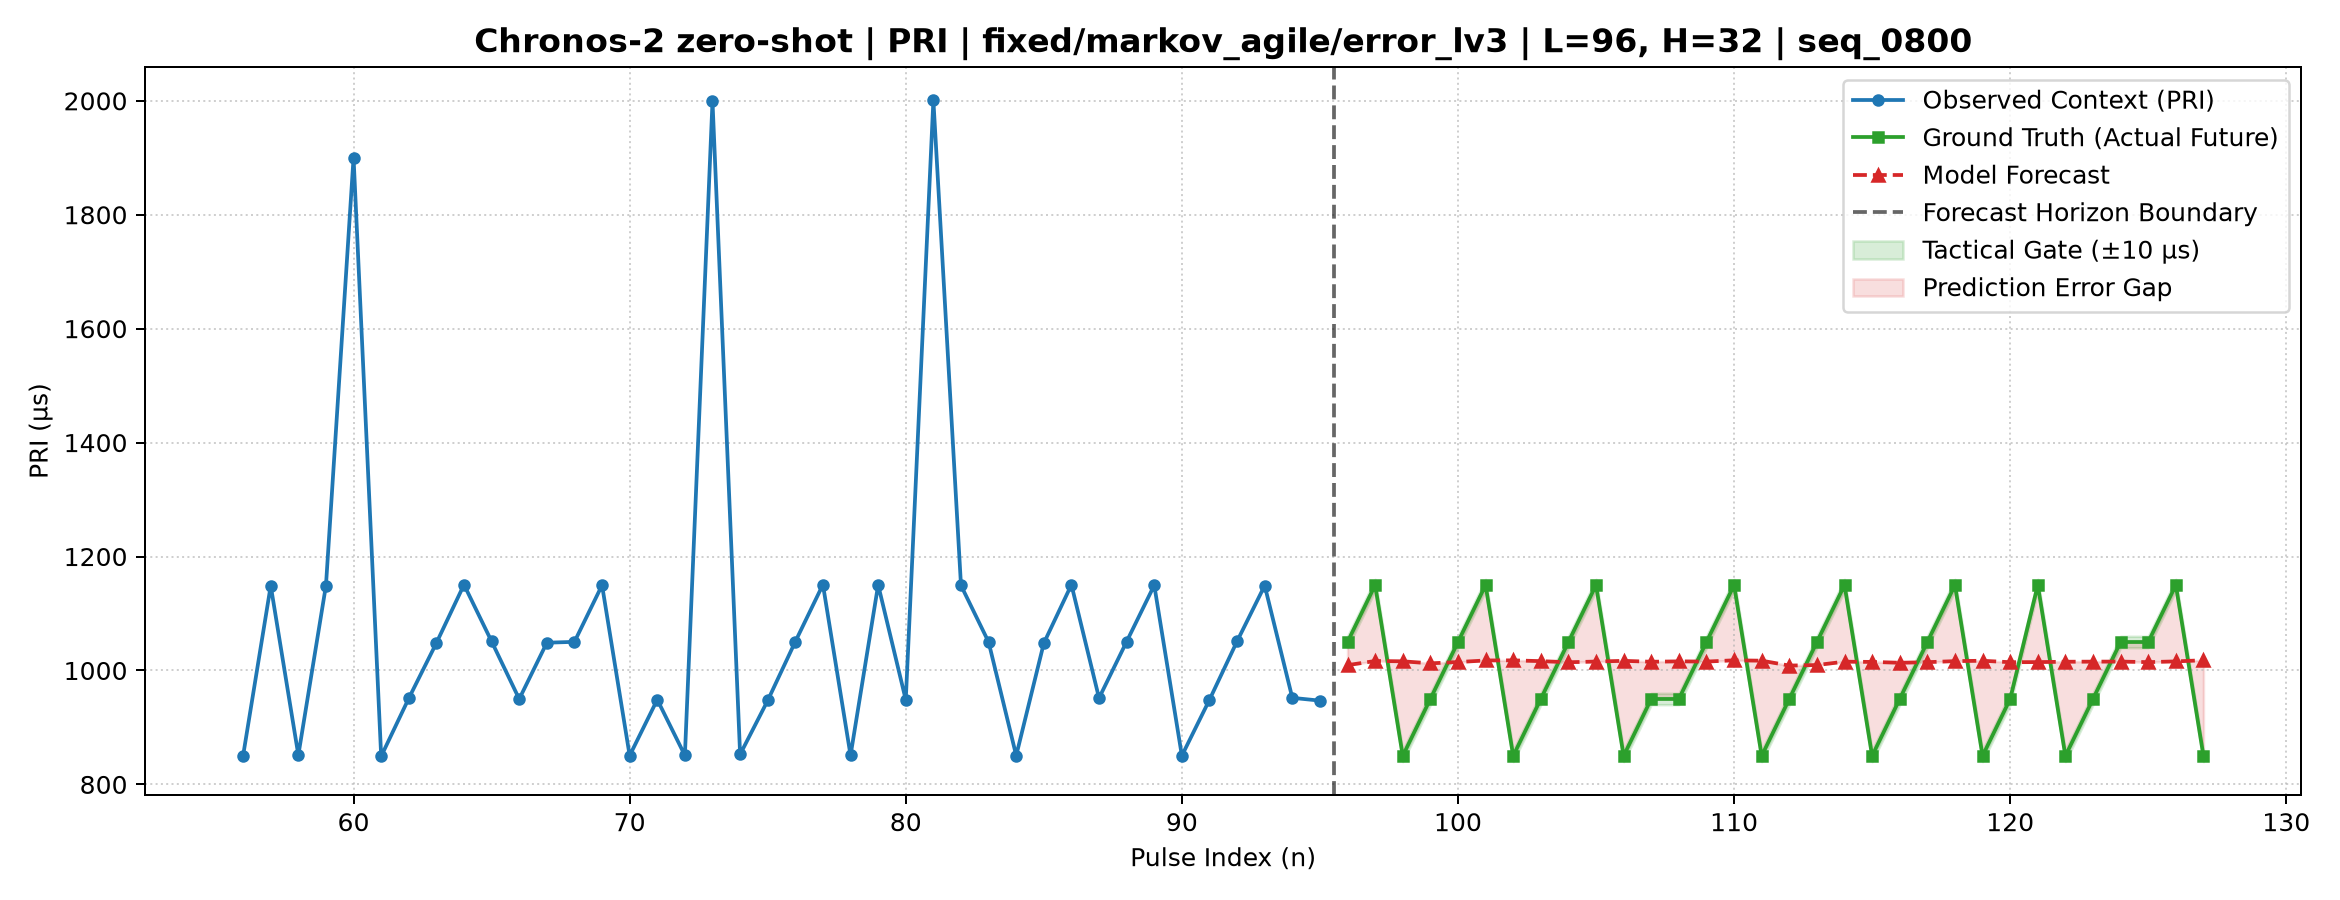 Chronos-2 zero-shot | PRI | fixed/markov_agile/error_lv3 | L=96, H=32 | seq_0800
Observed Context (PRI)
Ground Truth (Actual Future)
Model Forecast
Forecast Horizon Boundary
Tactical Gate (±10 µs)
Prediction Error Gap
PRI (µs)
2000
1800
1600
1400
1200
1000
800
60 70 80 90 100 110 120 130
Pulse Index (n)